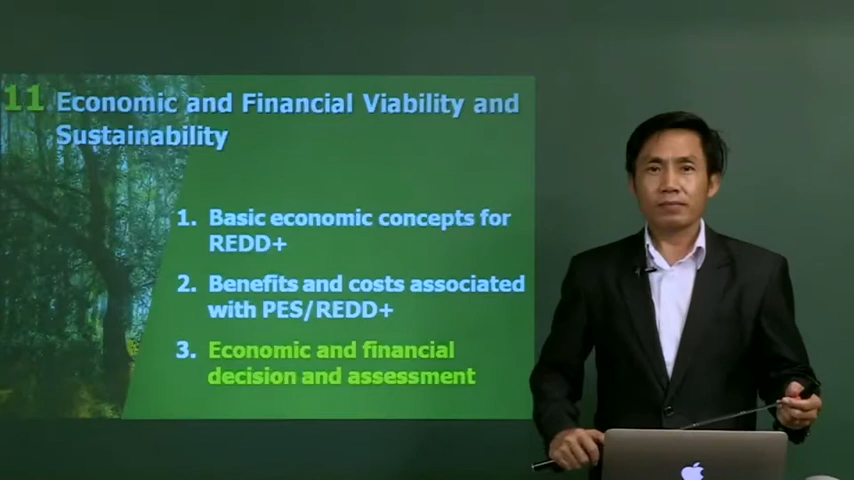 11 Economic and Financial Viability and
Sustainability
1. Basic economic concepts for
REDD+
2. Benefits and costs associated
with PES/REDD+
3. Economic and financial
decision and assessment